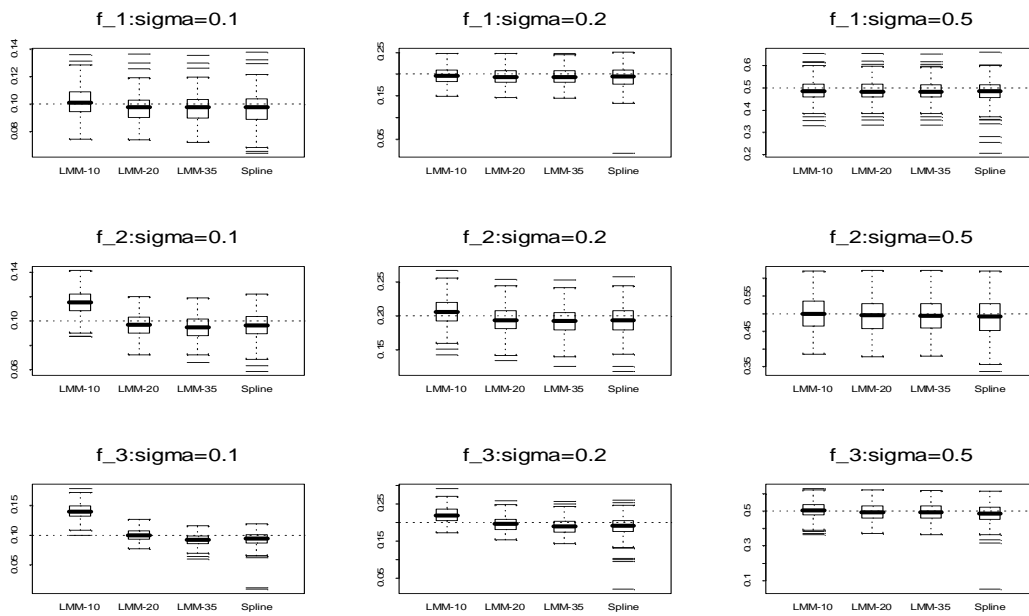 f_1:sigma=0.1
0.14
0.12
0.10
0.08
LMM-10 LMM-20 LMM-35 Spline
f_1:sigma=0.2
0.25
0.15
0.05
LMM-10 LMM-20 LMM-35 Spline
f_1:sigma=0.5
0.6
0.5
0.4
0.3
0.2
LMM-10 LMM-20 LMM-35 Spline
f_2:sigma=0.1
0.14
0.10
0.06
LMM-10 LMM-20 LMM-35 Spline
f_2:sigma=0.2
0.20
0.15
LMM-10 LMM-20 LMM-35 Spline
f_2:sigma=0.5
0.55
0.45
0.35
LMM-10 LMM-20 LMM-35 Spline
f_3:sigma=0.1
0.15
0.10
0.05
LMM-10 LMM-20 LMM-35 Spline
f_3:sigma=0.2
0.25
0.15
0.05
LMM-10 LMM-20 LMM-35 Spline
f_3:sigma=0.5
0.5
0.3
0.1
LMM-10 LMM-20 LMM-35 Spline